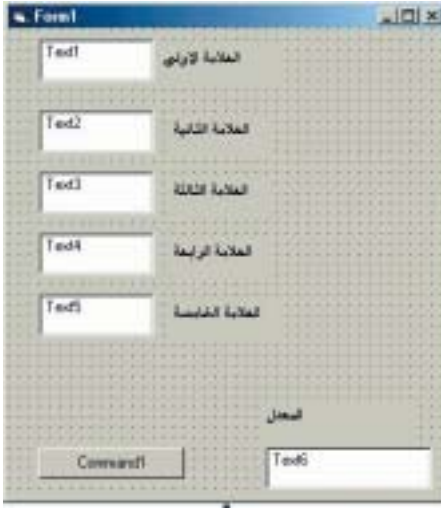 Form1
Text1 العلامة الاولى
Text2 العلامة الثانية
Text3 العلامة الثالثة
Text4 العلامة الرابعة
Text5 العلامة الخامسة
المعدل
Command1 Text6